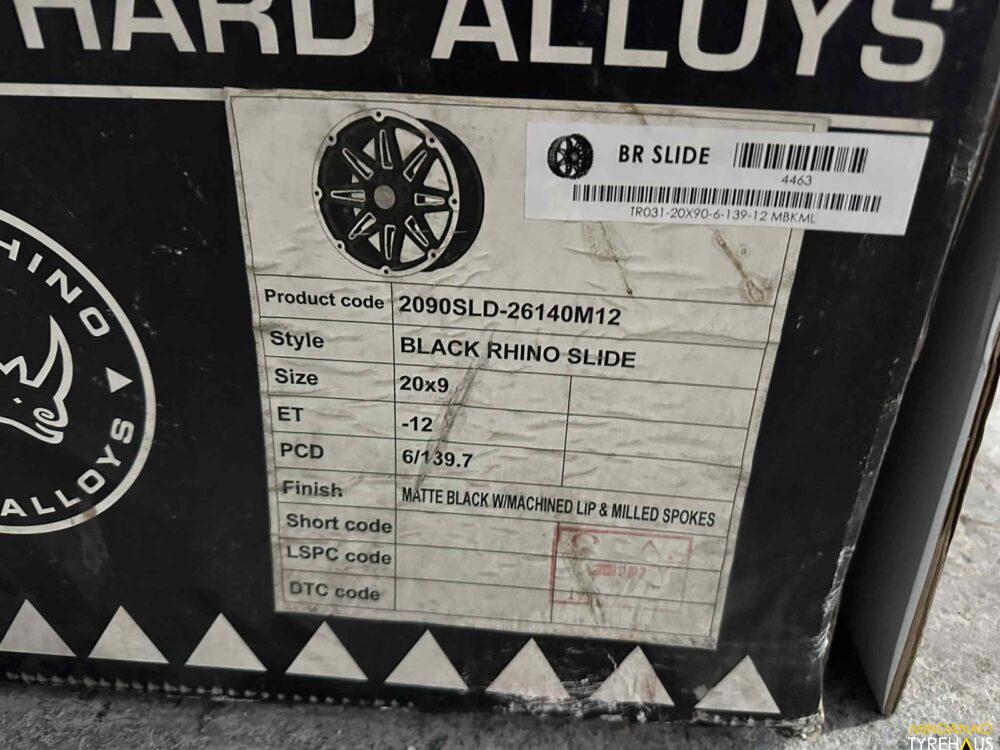 HARD ALLOYS
BR SLIDE
4463
TR031-20X90-6-139-12 MBKML
RHINO
ALLOYS
Product code 2090SLD-26140M12
Style BLACK RHINO SLIDE
Size 20x9
ET -12
PCD 6/139.7
Finish MATTE BLACK W/MACHINED LIP & MILLED SPOKES
Short code
LSPC code
DTC code
MINDANAO
TYREHAUS